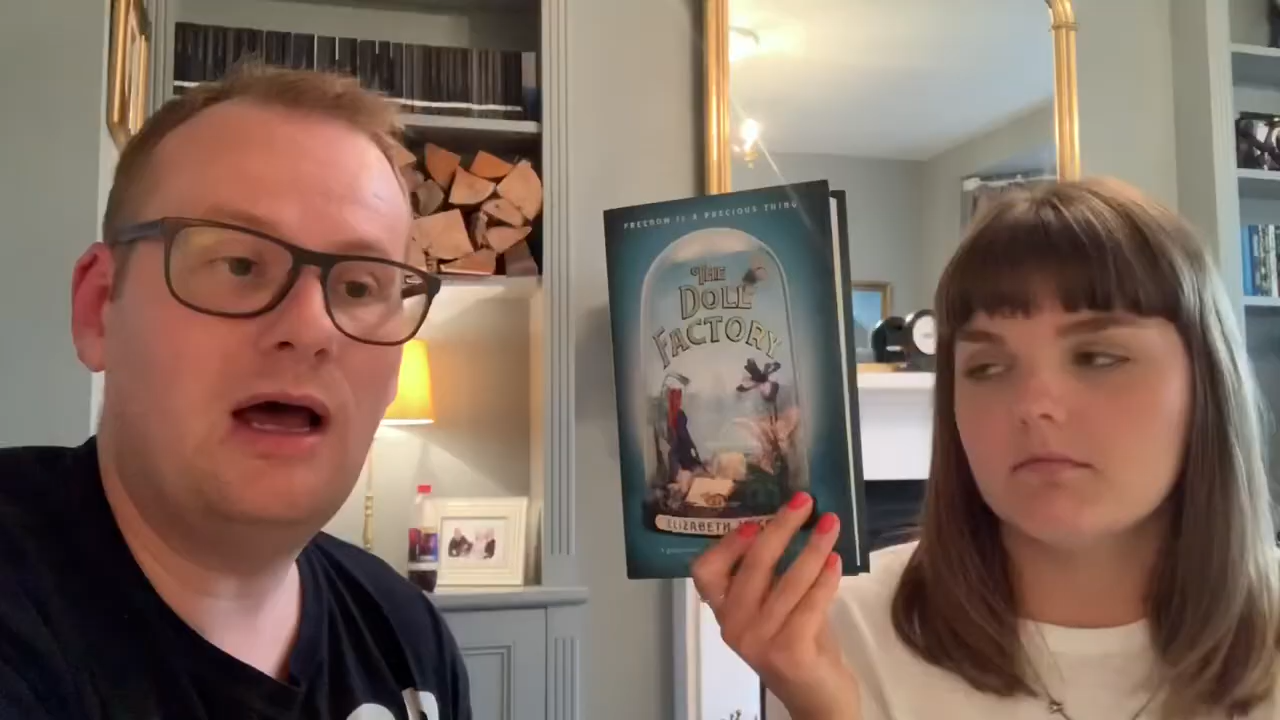 FREEDOM IS A PRECIOUS THING
THE
DOLL
FACTORY
ELIZABETH